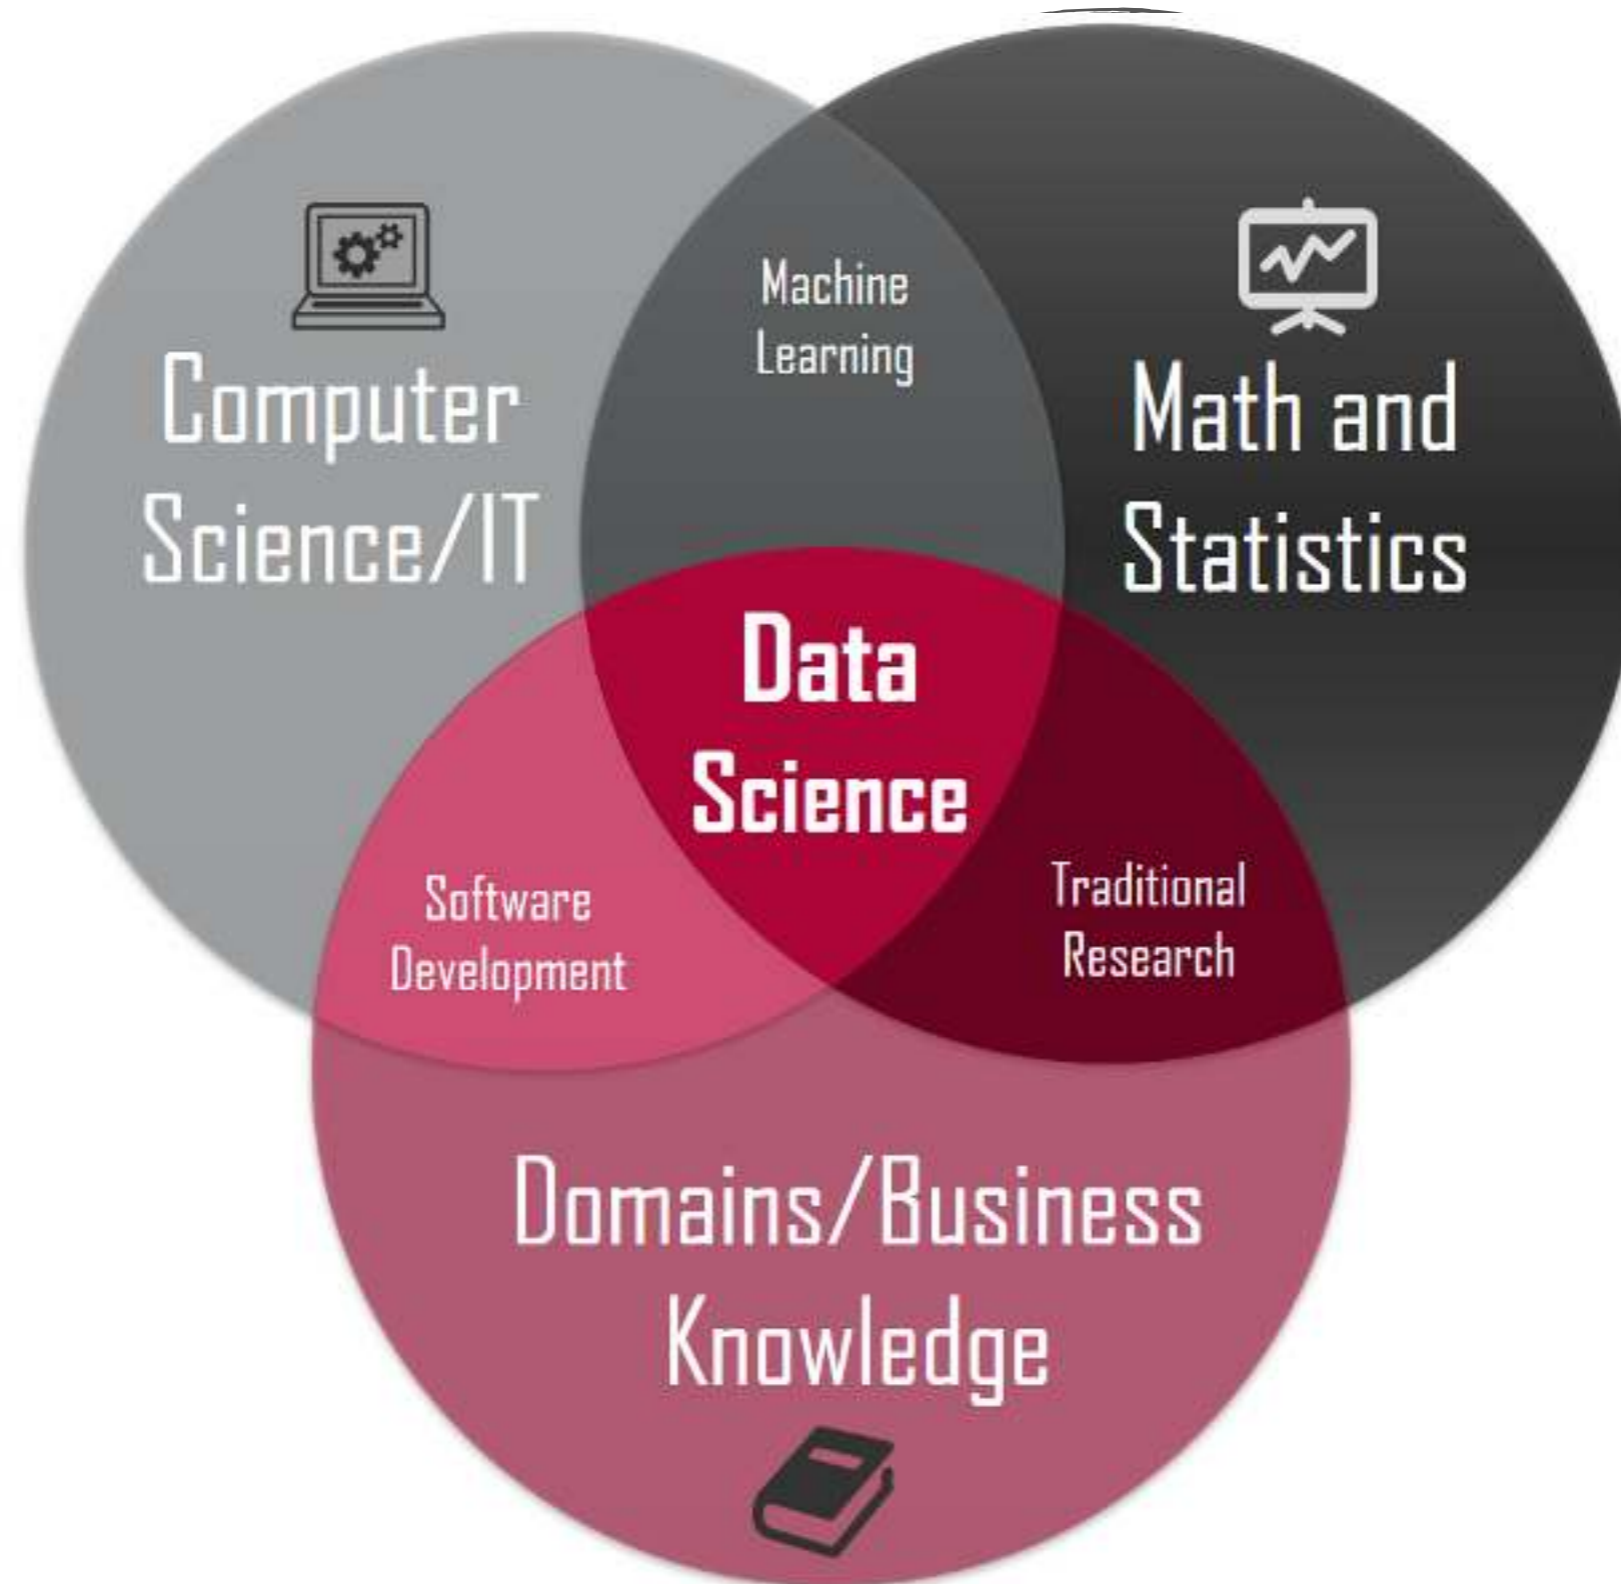 Machine
Learning
Computer
Science/IT
Math and
Statistics
Data
Science
Software
Development
Traditional
Research
Domains/Business
Knowledge